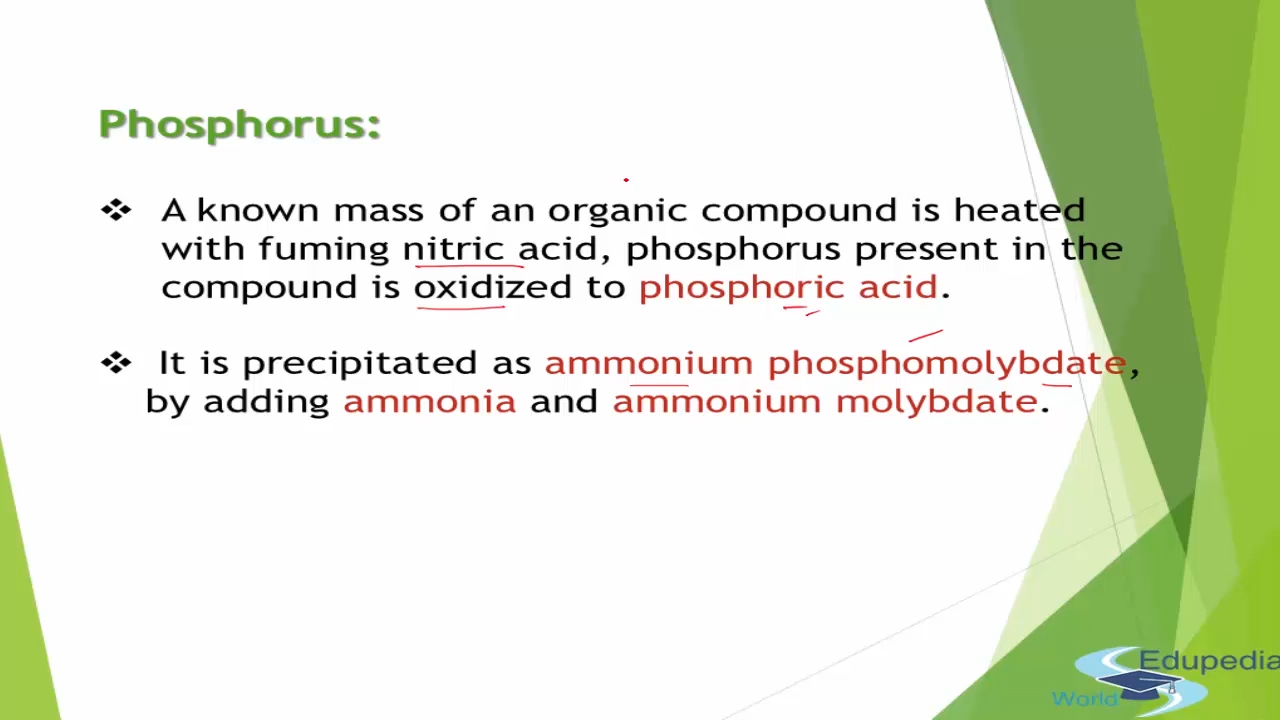 Phosphorus:
❖ A known mass of an organic compound is heated
with fuming nitric acid, phosphorus present in the
compound is oxidized to phosphoric acid.
❖ It is precipitated as ammonium phosphomolybdate,
by adding ammonia and ammonium molybdate.
Edupedia
World